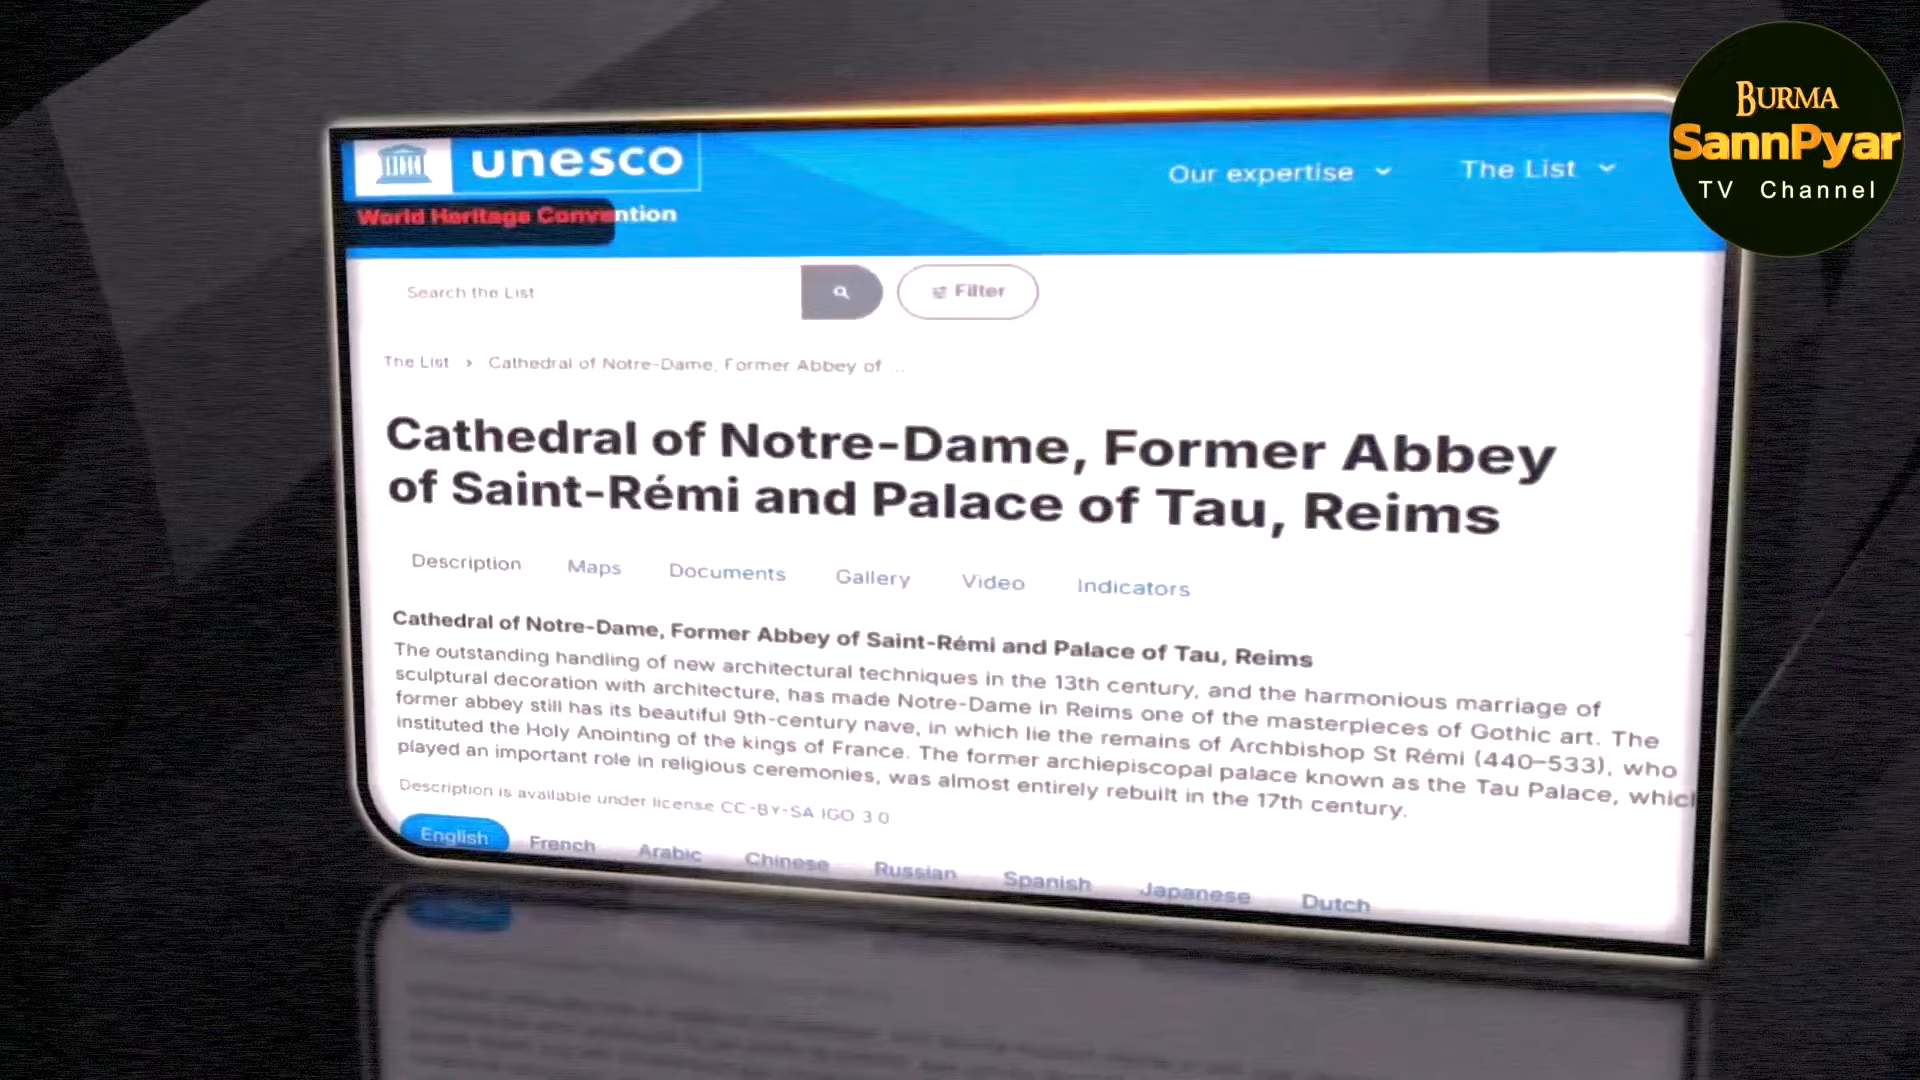 BURMA
SannPyar
TV Channel
unesco
World Heritage Convention
Our expertise
The List
Search the List
Filter
The List › Cathedral of Notre-Dame, Former Abbey of ...
Cathedral of Notre-Dame, Former Abbey
of Saint-Rémi and Palace of Tau, Reims
Description Maps Documents Gallery Video Indicators
Cathedral of Notre-Dame, Former Abbey of Saint-Rémi and Palace of Tau, Reims
The outstanding handling of new architectural techniques in the 13th century, and the harmonious marriage of
sculptural decoration with architecture, has made Notre-Dame in Reims one of the masterpieces of Gothic art. The
former abbey still has its beautiful 9th-century nave, in which lie the remains of Archbishop St Rémi (440–533), who
instituted the Holy Anointing of the kings of France. The former archiepiscopal palace known as the Tau Palace, which
played an important role in religious ceremonies, was almost entirely rebuilt in the 17th century.
Description is available under license CC-BY-SA IGO 3.0
English French Arabic Chinese Russian Spanish Japanese Dutch